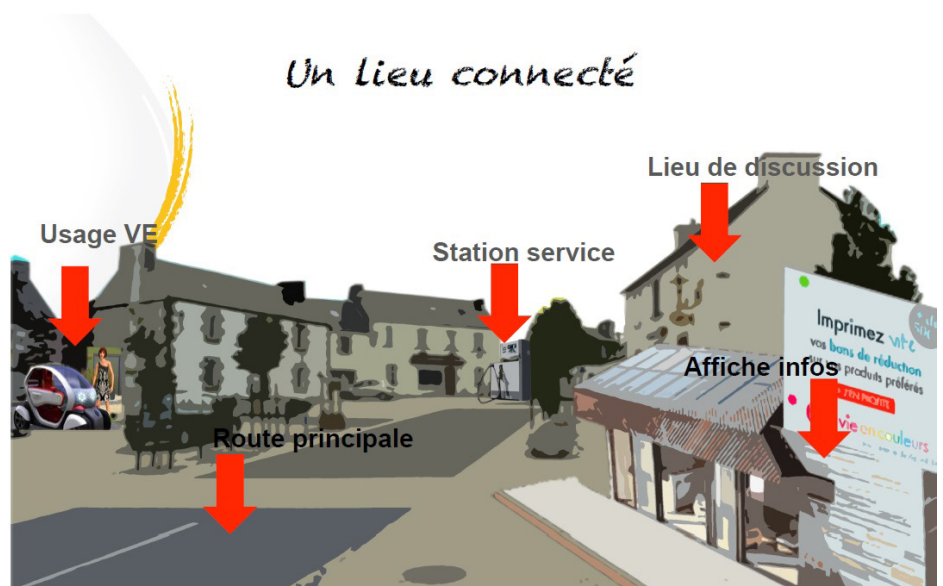 Un lieu connecté
Lieu de discussion
Usage VE
Station service
Imprimez vite
vos bons de réduction
sur produits préférés
Affiche infos
J'EN PROFITE
vie en couleurs
Route principale